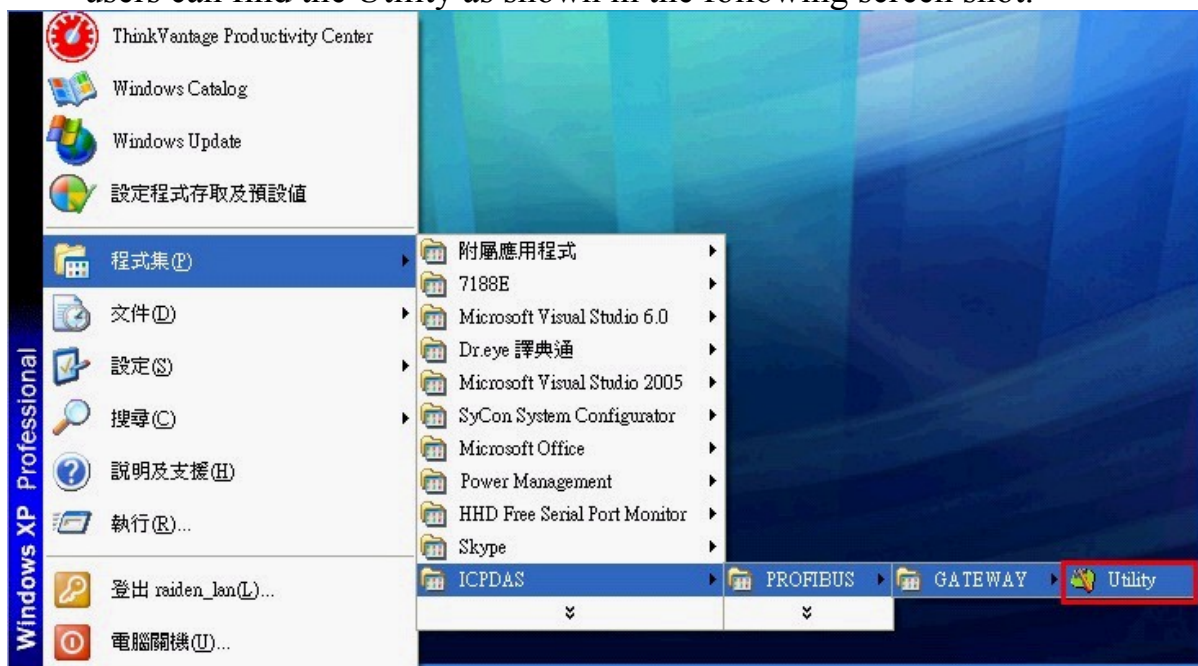 users can find the Utility as shown in the following screen shot.
ThinkVantage Productivity Center
Windows Catalog
Windows Update
設定程式存取及預設值
程式集(P)
文件(D)
設定(S)
搜尋(C)
說明及支援(H)
執行(R)...
登出 raiden_lan(L)...
電腦關機(U)...
Windows XP Professional
附屬應用程式
7188E
Microsoft Visual Studio 6.0
Dr.eye 譯典通
Microsoft Visual Studio 2005
SyCon System Configurator
Microsoft Office
Power Management
HHD Free Serial Port Monitor
Skype
ICPDAS
PROFIBUS
GATEWAY
Utility